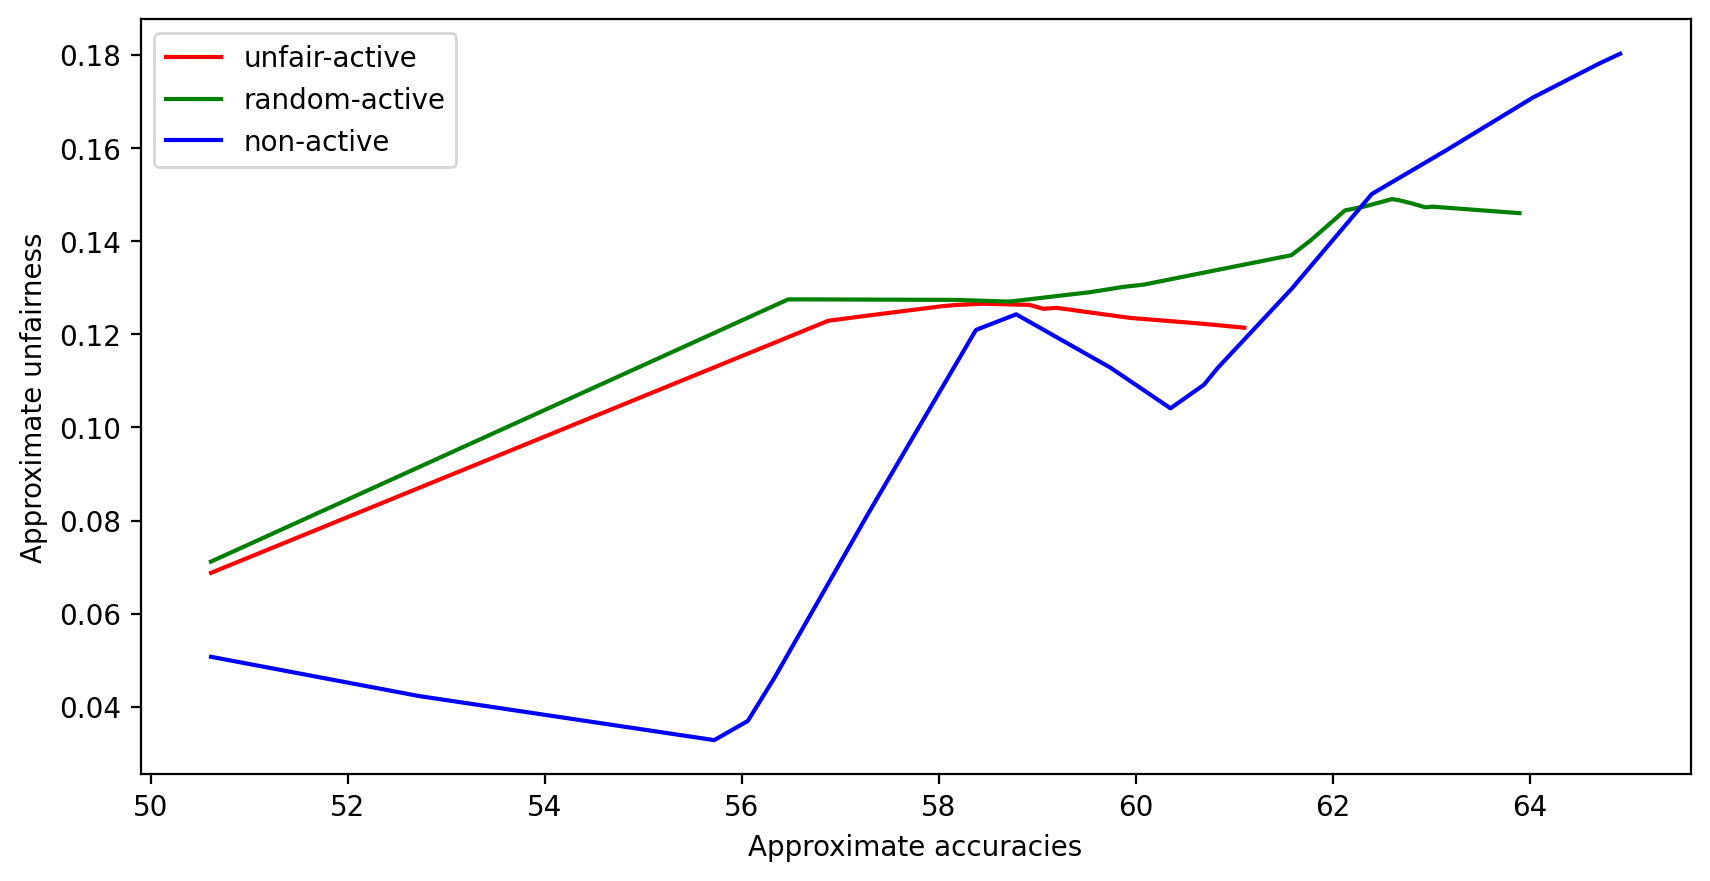 unfair-active
random-active
non-active
0.18
0.16
0.14
0.12
0.10
0.08
0.06
0.04
Approximate unfairness
50 52 54 56 58 60 62 64
Approximate accuracies